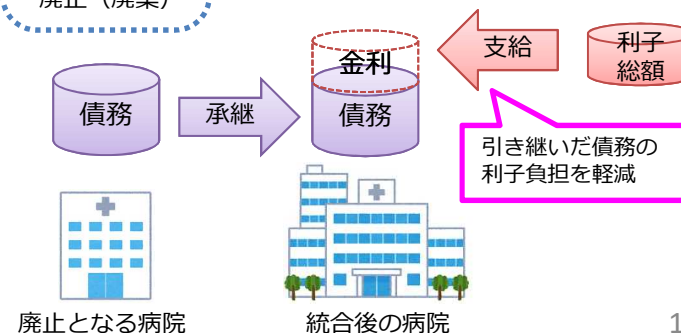 廃止（廃業）
金利
支給
利子
総額
債務
承継
債務
引き継いだ債務の
利子負担を軽減
廃止となる病院
統合後の病院
1